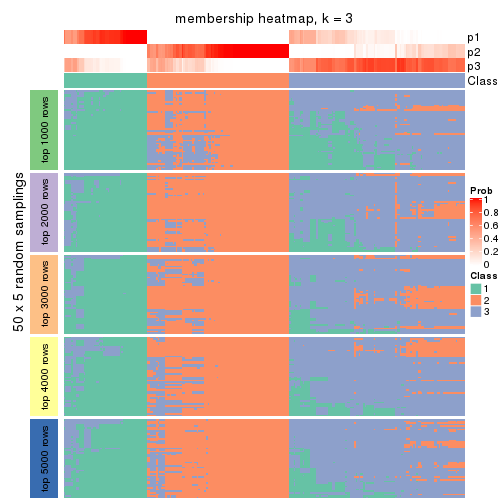 membership heatmap, k = 3
p1
p2
p3
Class
50 x 5 random samplings
top 1000 rows
top 2000 rows
top 3000 rows
top 4000 rows
top 5000 rows
Prob
1
0.8
0.6
0.4
0.2
0
Class
1
2
3